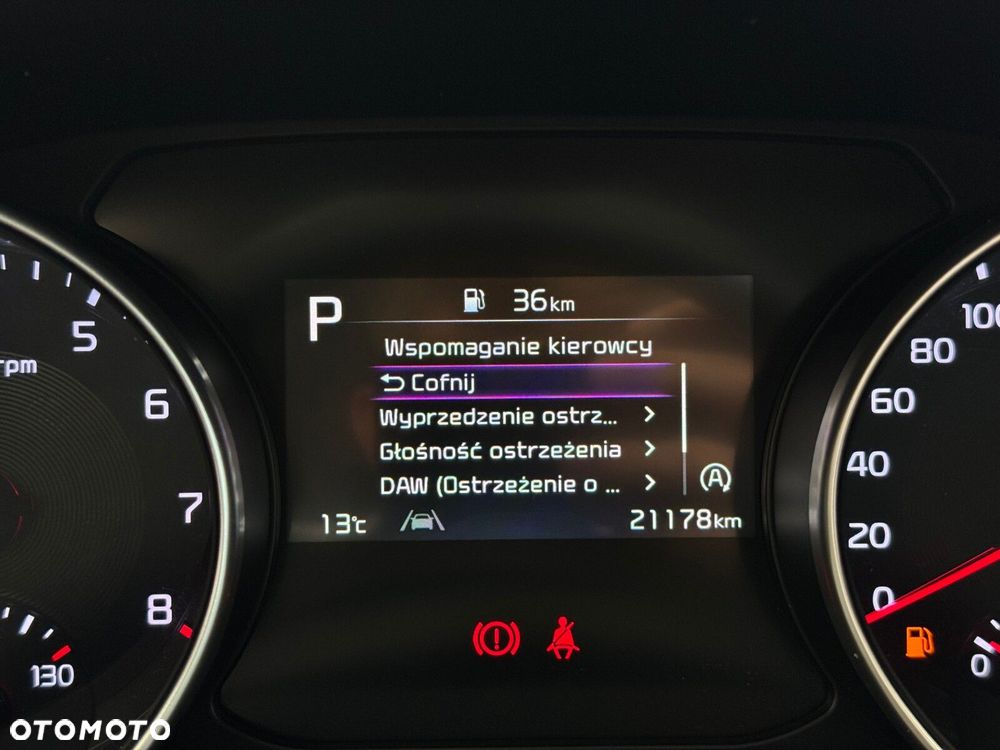 P
36km
Wspomaganie kierowcy
Cofnij
Wyprzedzenie ostrz...
Głośność ostrzeżenia
DAW (Ostrzeżenie o ...
A
13°C
21178km
5
rpm
6
7
8
130
100
80
60
40
20
0
0
OTOMOTO